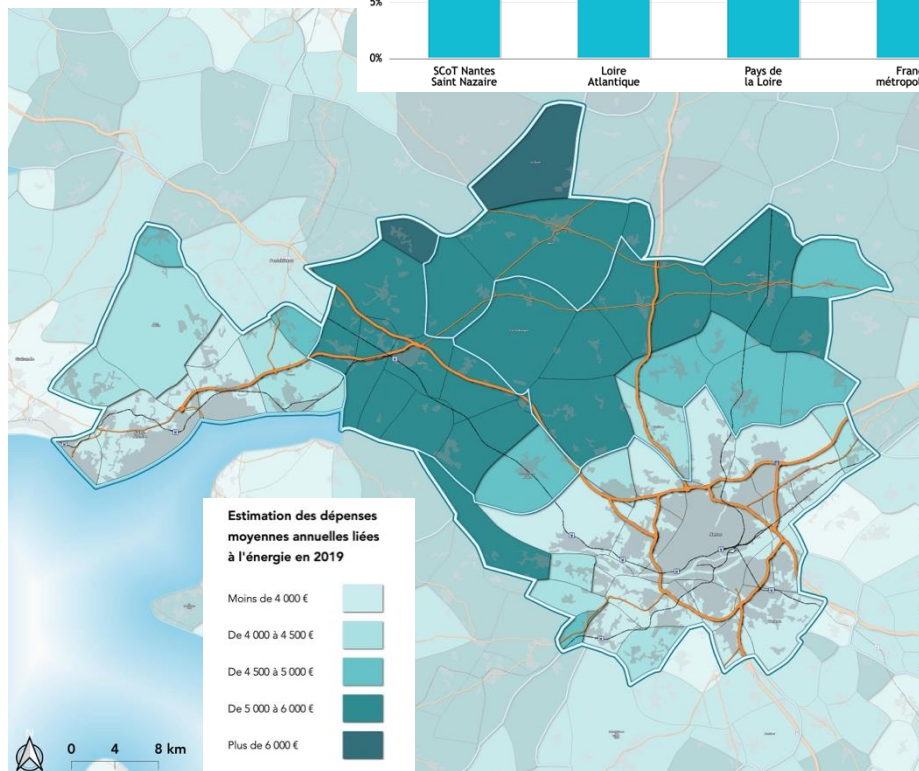 5%
0%
SCoT Nantes
Saint Nazaire
Loire
Atlantique
Pays de
la Loire
Estimation des dépenses
moyennes annuelles liées
à l'énergie en 2019
Moins de 4 000 €
De 4 000 à 4 500 €
De 4 500 à 5 000 €
De 5 000 à 6 000 €
Plus de 6 000 €
N
0 4 8 km